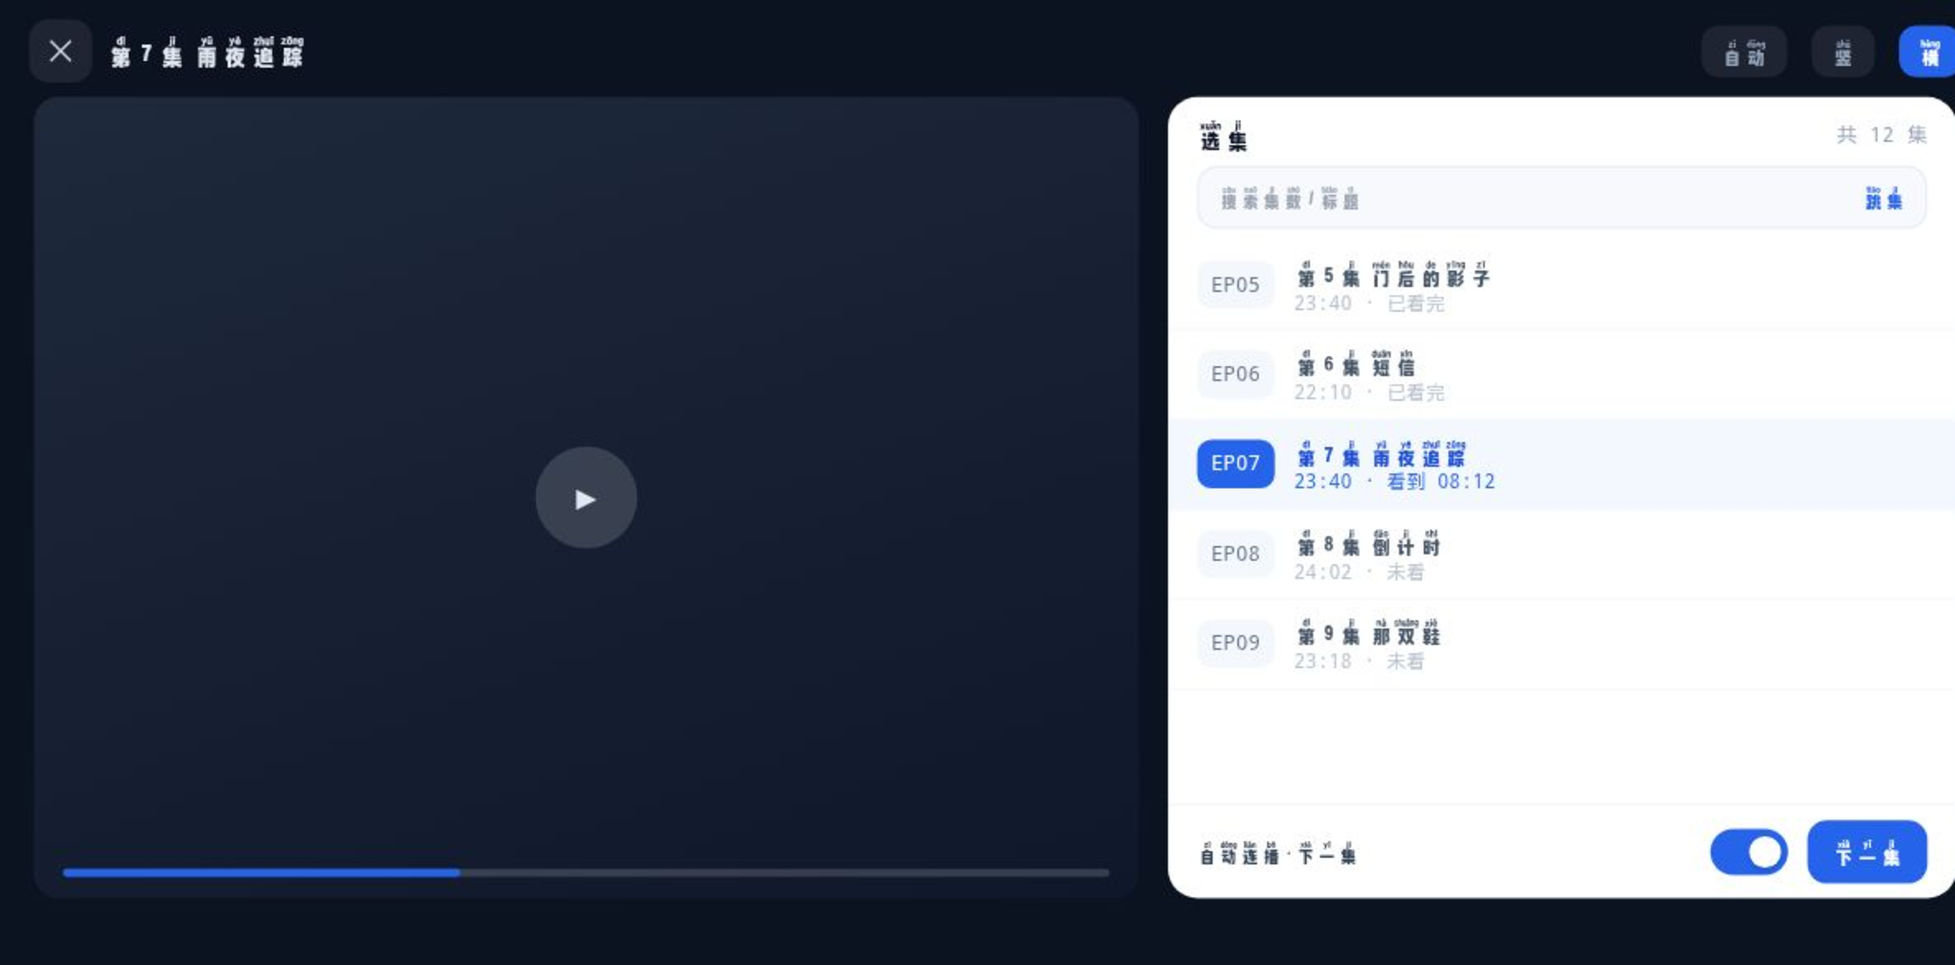 第7集 雨夜追踪
自动 竖 横
选集
共 12 集
搜索集数/标题
跳集
EP05
第5集 门后的影子
23:40 · 已看完
EP06
第6集 短信
22:10 · 已看完
EP07
第7集 雨夜追踪
23:40 · 看到 08:12
EP08
第8集 倒计时
24:02 · 未看
EP09
第9集 那双鞋
23:18 · 未看
自动连播·下一集
下一集